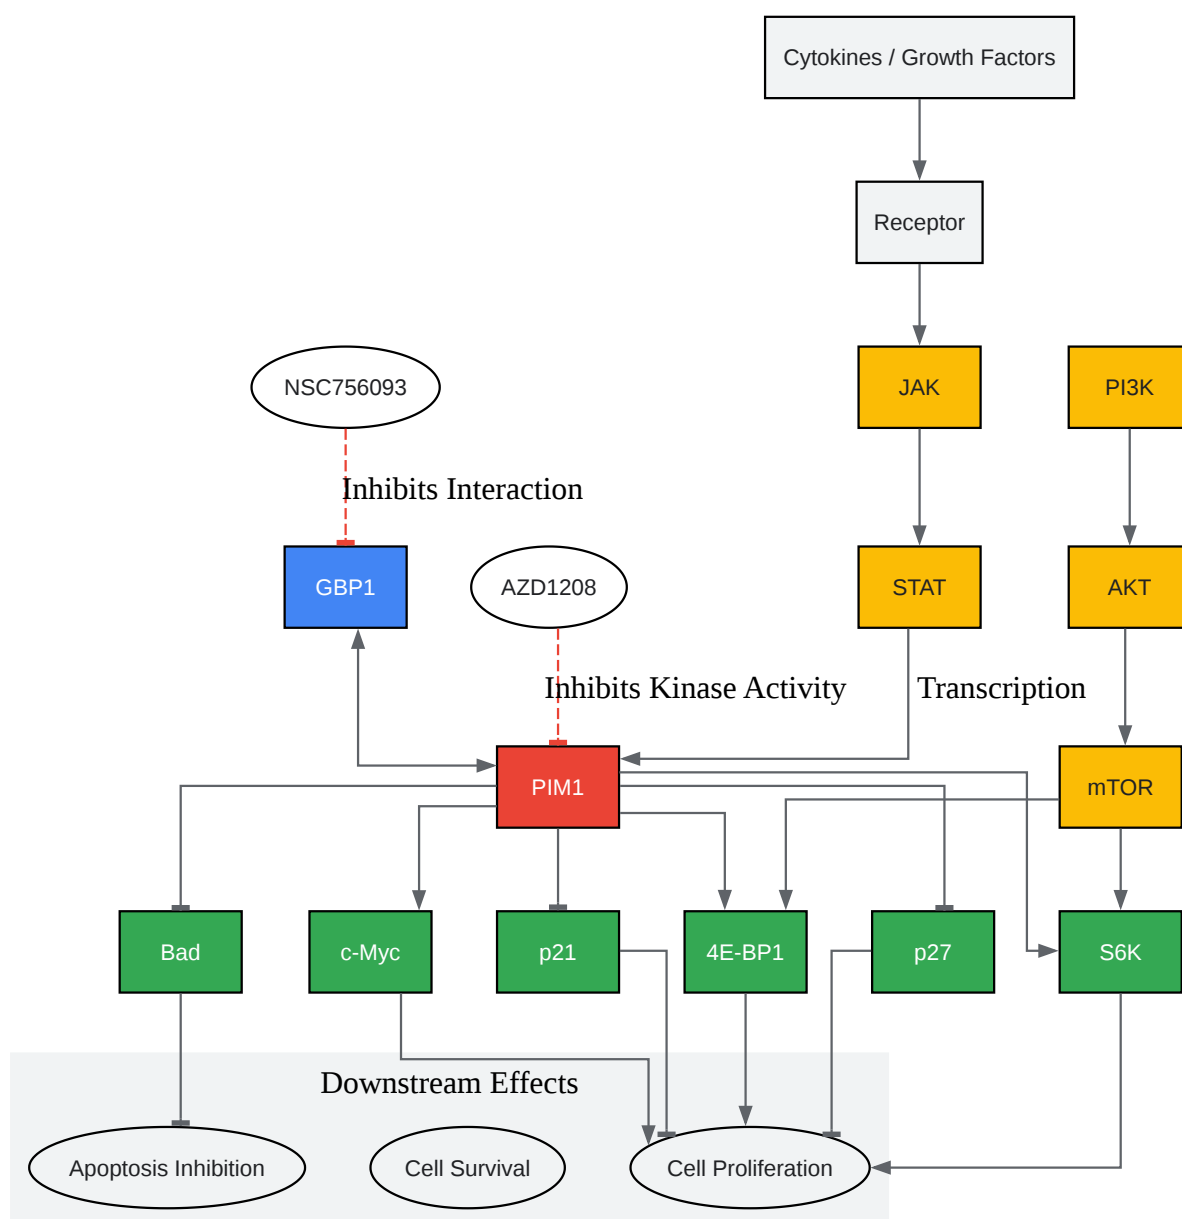 Cytokines / Growth Factors
Receptor
NSC756093
JAK
PI3K
Inhibits Interaction
GBP1
AZD1208
STAT
AKT
Inhibits Kinase Activity
Transcription
PIM1
mTOR
Bad
c-Myc
p21
4E-BP1
p27
S6K
Downstream Effects
Apoptosis Inhibition
Cell Survival
Cell Proliferation